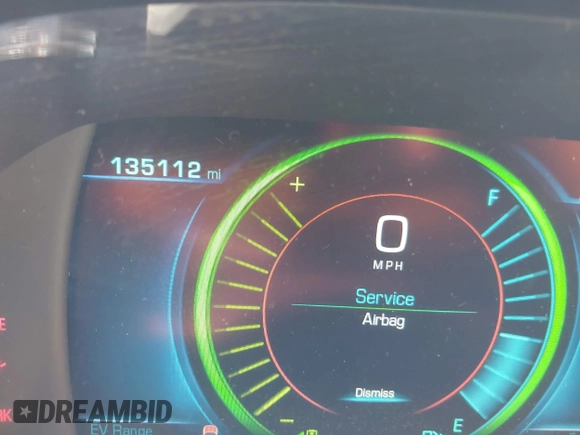 135112 mi
+
F
0
MPH
Service
Airbag
Dismiss
-
E
EV Range
DREAMBID